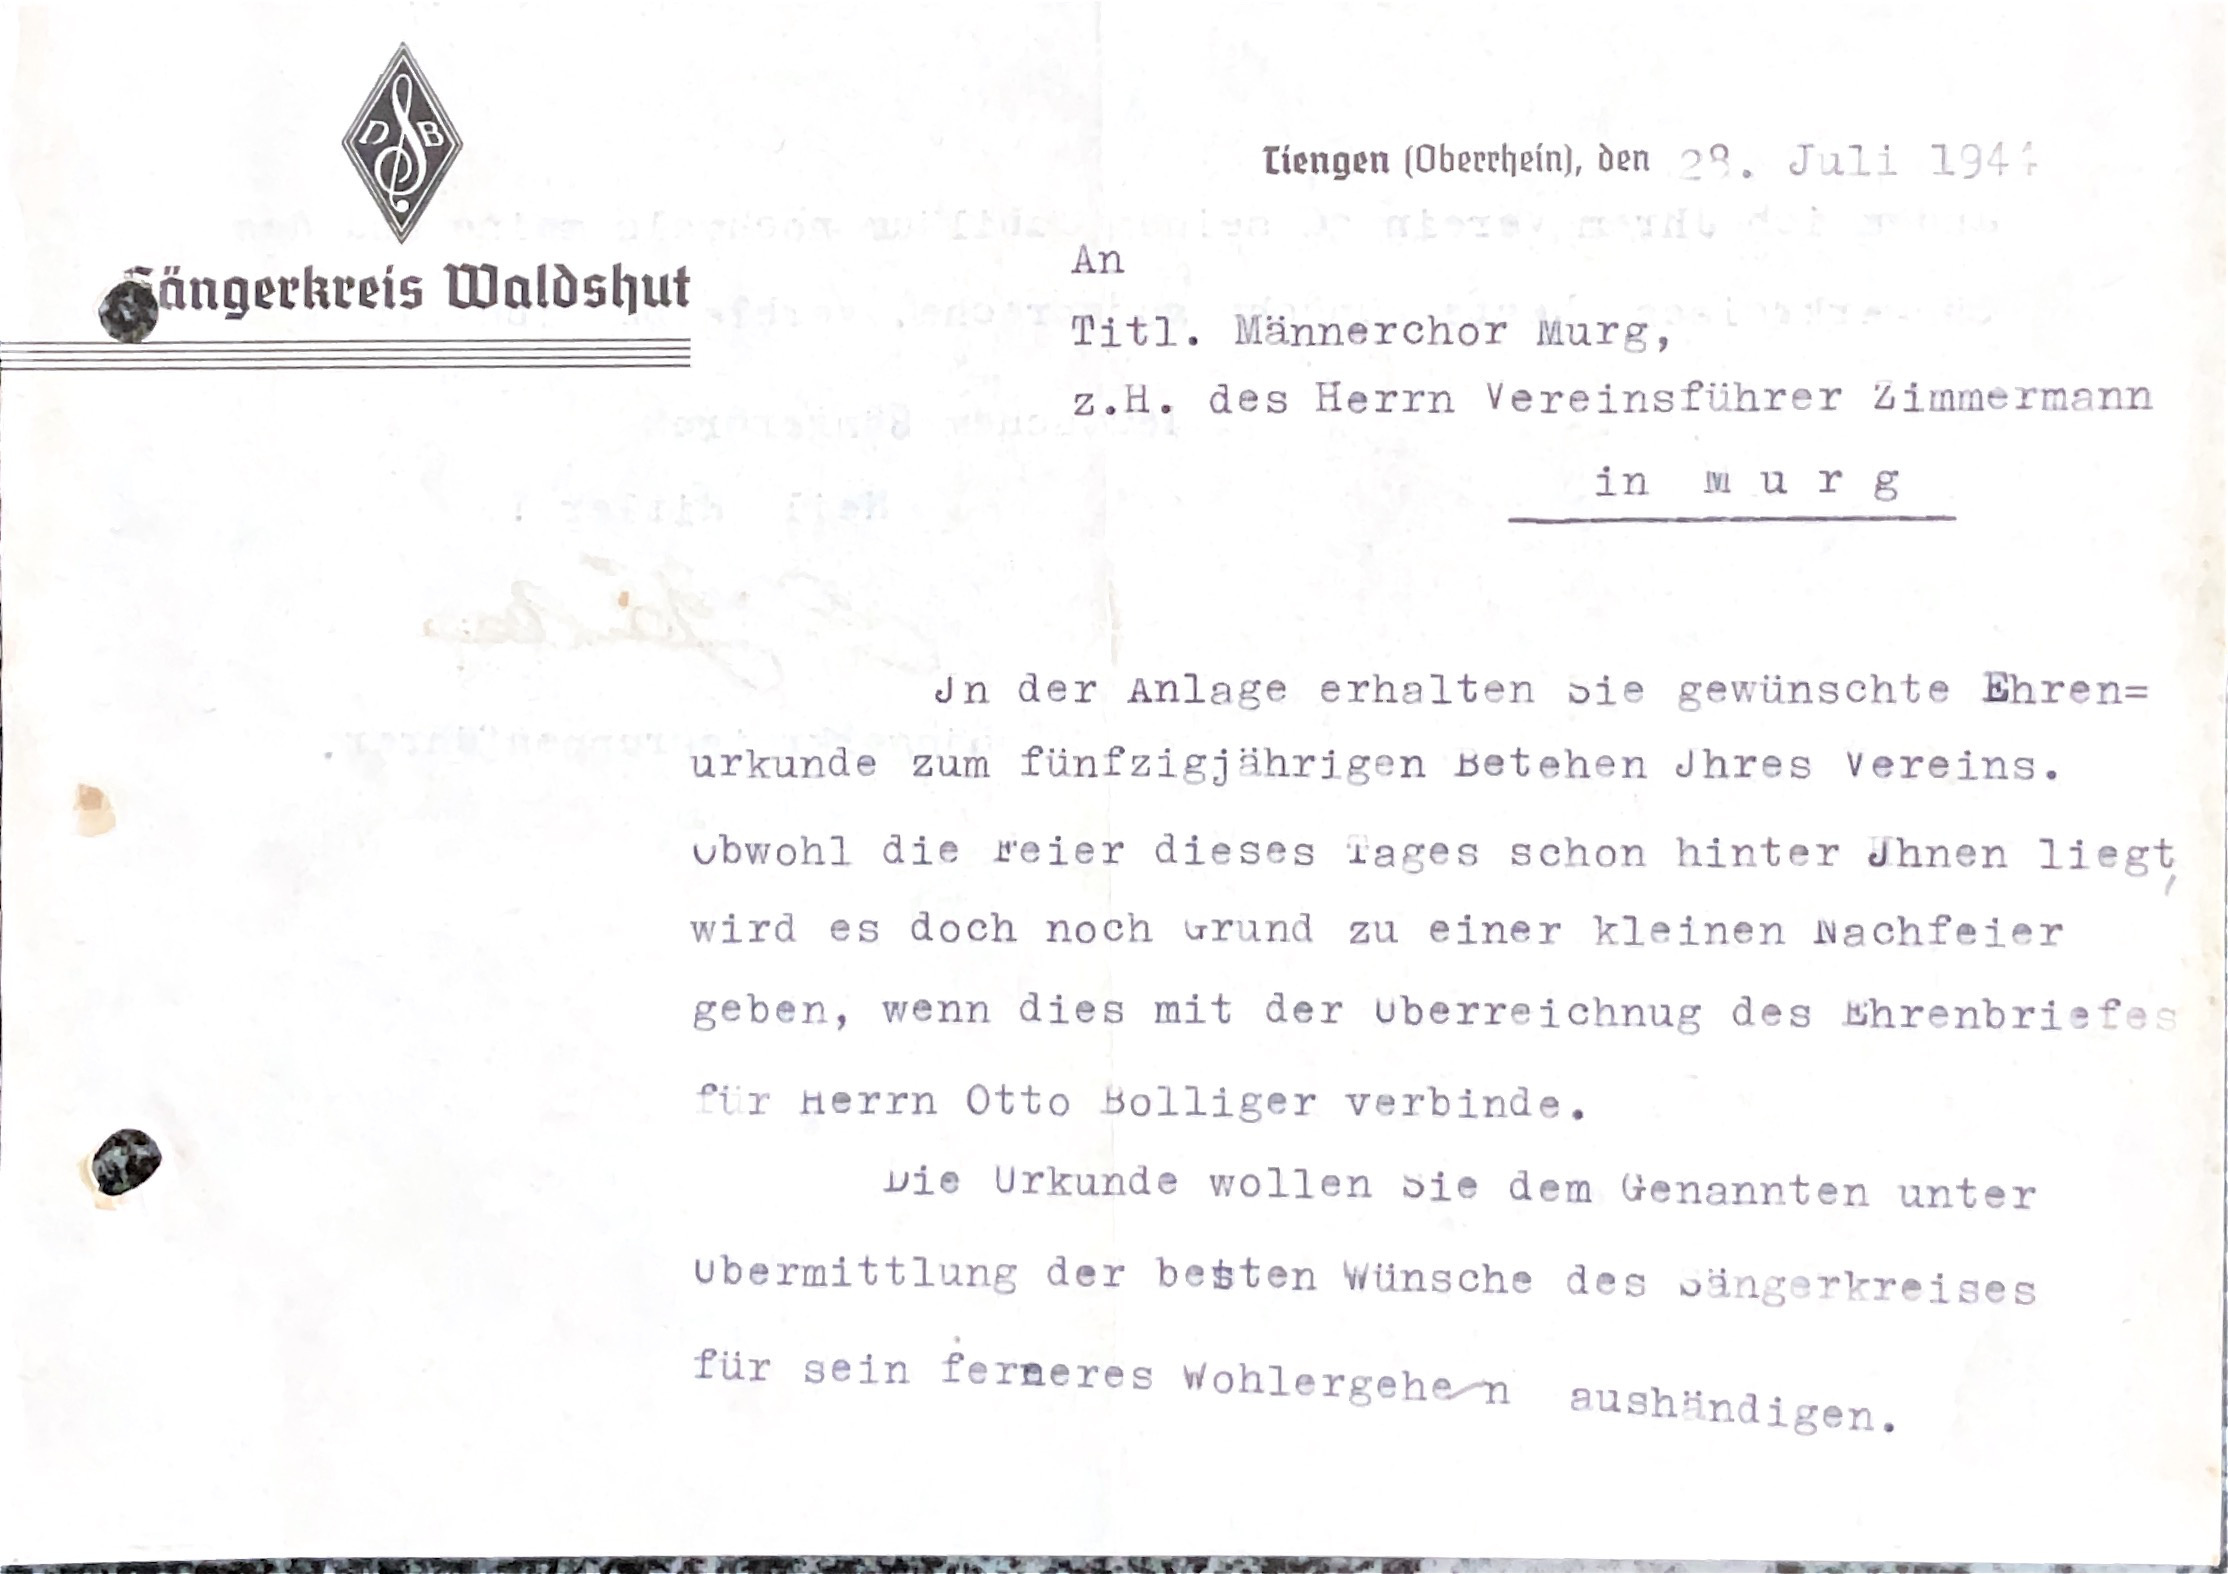 DSB
Sängerkreis Waldshut
Tiengen (Oberrhein), den 28. Juli 1944
An
Titl. Männerchor Murg,
z.H. des Herrn Vereinsführer Zimmermann
in M u r g
Jn der Anlage erhalten Sie gewünschte Ehren=
urkunde zum fünfzigjährigen Betehen Jhres Vereins.
Obwohl die Feier dieses Tages schon hinter Jhnen liegt,
wird es doch noch Grund zu einer kleinen Nachfeier
geben, wenn dies mit der Uberreichnug des Ehrenbriefes
für Herrn Otto Bolliger verbinde.
Die Urkunde wollen Sie dem Genannten unter
Ubermittlung der besten Wünsche des Sängerkreises
für sein ferneres Wohlergehen aushändigen.